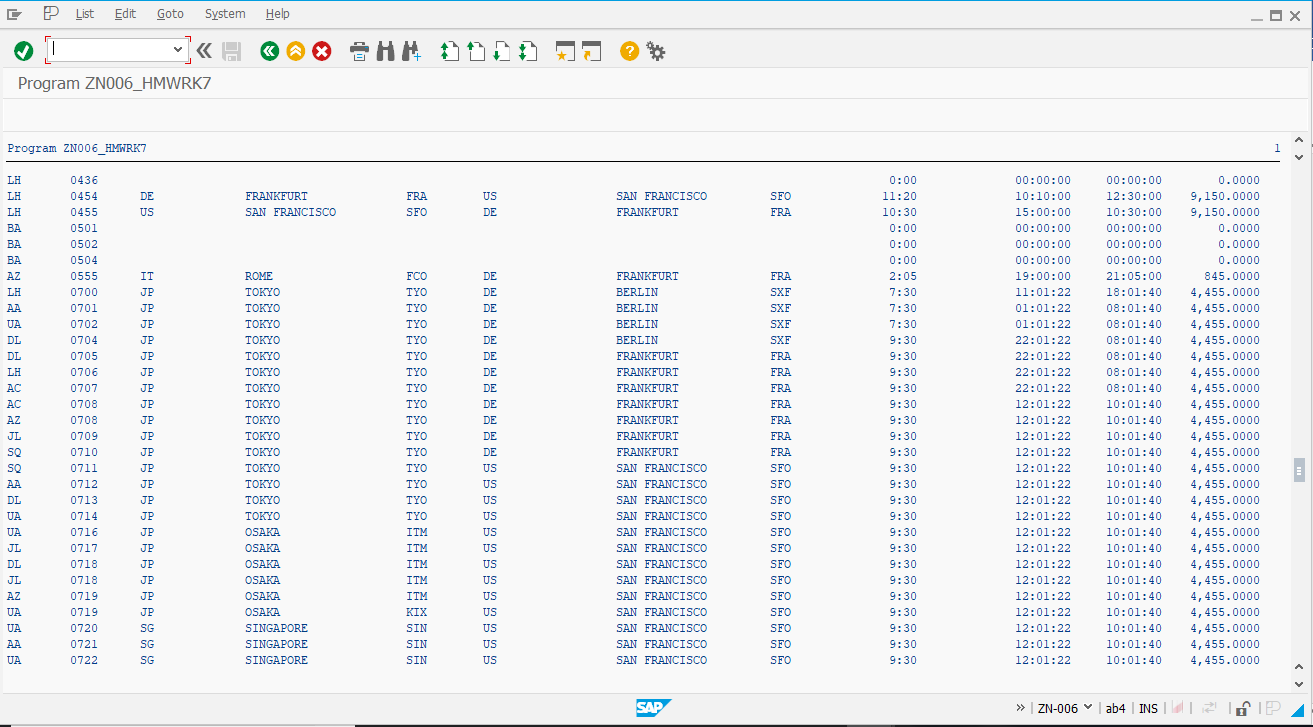 List Edit Goto System Help
Program ZN006_HMWRK7
Program ZN006_HMWRK7 1
LH 0436 0:00 00:00:00 00:00:00 0.0000
LH 0454 DE FRANKFURT FRA US SAN FRANCISCO SFO 11:20 10:10:00 12:30:00 9,150.0000
LH 0455 US SAN FRANCISCO SFO DE FRANKFURT FRA 10:30 15:00:00 10:30:00 9,150.0000
BA 0501 0:00 00:00:00 00:00:00 0.0000
BA 0502 0:00 00:00:00 00:00:00 0.0000
BA 0504 0:00 00:00:00 00:00:00 0.0000
AZ 0555 IT ROME FCO DE FRANKFURT FRA 2:05 19:00:00 21:05:00 845.0000
LH 0700 JP TOKYO TYO DE BERLIN SXF 7:30 11:01:22 18:01:40 4,455.0000
AA 0701 JP TOKYO TYO DE BERLIN SXF 7:30 01:01:22 08:01:40 4,455.0000
UA 0702 JP TOKYO TYO DE BERLIN SXF 7:30 01:01:22 08:01:40 4,455.0000
DL 0704 JP TOKYO TYO DE BERLIN SXF 9:30 22:01:22 08:01:40 4,455.0000
DL 0705 JP TOKYO TYO DE FRANKFURT FRA 9:30 22:01:22 08:01:40 4,455.0000
LH 0706 JP TOKYO TYO DE FRANKFURT FRA 9:30 22:01:22 08:01:40 4,455.0000
AC 0707 JP TOKYO TYO DE FRANKFURT FRA 9:30 22:01:22 08:01:40 4,455.0000
AC 0708 JP TOKYO TYO DE FRANKFURT FRA 9:30 12:01:22 10:01:40 4,455.0000
AZ 0708 JP TOKYO TYO DE FRANKFURT FRA 9:30 12:01:22 10:01:40 4,455.0000
JL 0709 JP TOKYO TYO DE FRANKFURT FRA 9:30 12:01:22 10:01:40 4,455.0000
SQ 0710 JP TOKYO TYO DE FRANKFURT FRA 9:30 12:01:22 10:01:40 4,455.0000
SQ 0711 JP TOKYO TYO US SAN FRANCISCO SFO 9:30 12:01:22 10:01:40 4,455.0000
AA 0712 JP TOKYO TYO US SAN FRANCISCO SFO 9:30 12:01:22 10:01:40 4,455.0000
DL 0713 JP TOKYO TYO US SAN FRANCISCO SFO 9:30 12:01:22 10:01:40 4,455.0000
UA 0714 JP TOKYO TYO US SAN FRANCISCO SFO 9:30 12:01:22 10:01:40 4,455.0000
UA 0716 JP OSAKA ITM US SAN FRANCISCO SFO 9:30 12:01:22 10:01:40 4,455.0000
JL 0717 JP OSAKA ITM US SAN FRANCISCO SFO 9:30 12:01:22 10:01:40 4,455.0000
DL 0718 JP OSAKA ITM US SAN FRANCISCO SFO 9:30 12:01:22 10:01:40 4,455.0000
JL 0718 JP OSAKA ITM US SAN FRANCISCO SFO 9:30 12:01:22 10:01:40 4,455.0000
AZ 0719 JP OSAKA ITM US SAN FRANCISCO SFO 9:30 12:01:22 10:01:40 4,455.0000
UA 0719 JP OSAKA KIX US SAN FRANCISCO SFO 9:30 12:01:22 10:01:40 4,455.0000
UA 0720 SG SINGAPORE SIN US SAN FRANCISCO SFO 9:30 12:01:22 10:01:40 4,455.0000
AA 0721 SG SINGAPORE SIN US SAN FRANCISCO SFO 9:30 12:01:22 10:01:40 4,455.0000
UA 0722 SG SINGAPORE SIN US SAN FRANCISCO SFO 9:30 12:01:22 10:01:40 4,455.0000
SAP ZN-006 ab4 INS